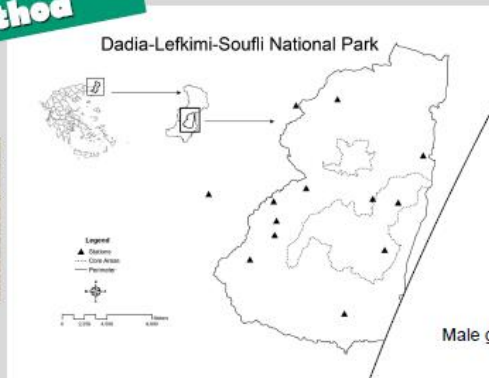 thod
Dadia-Lefkimi-Soufli National Park
Legend
Stations
Core Areas
Perimeter
Meters
Male g